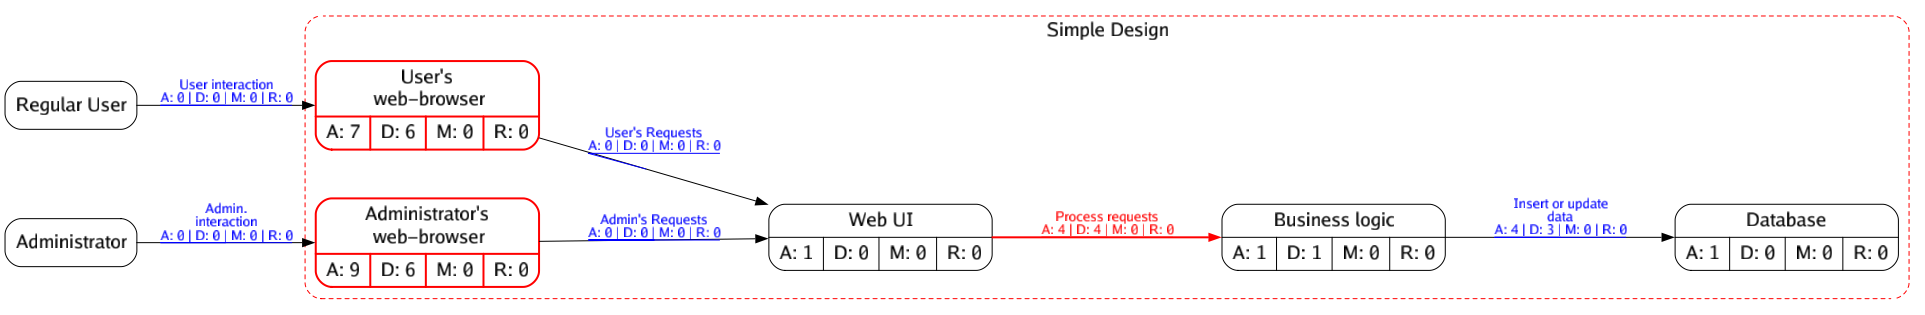 Simple Design
Regular User
User interaction
A: 0 | D: 0 | M: 0 | R: 0
User's
web-browser
A: 7 D: 6 M: 0 R: 0
User's Requests
A: 0 | D: 0 | M: 0 | R: 0
Administrator
Admin.
interaction
A: 0 | D: 0 | M: 0 | R: 0
Administrator's
web-browser
A: 9 D: 6 M: 0 R: 0
Admin's Requests
A: 0 | D: 0 | M: 0 | R: 0
Web UI
A: 1 D: 0 M: 0 R: 0
Process requests
A: 4 | D: 4 | M: 0 | R: 0
Business logic
A: 1 D: 1 M: 0 R: 0
Insert or update
data
A: 4 | D: 3 | M: 0 | R: 0
Database
A: 1 D: 0 M: 0 R: 0